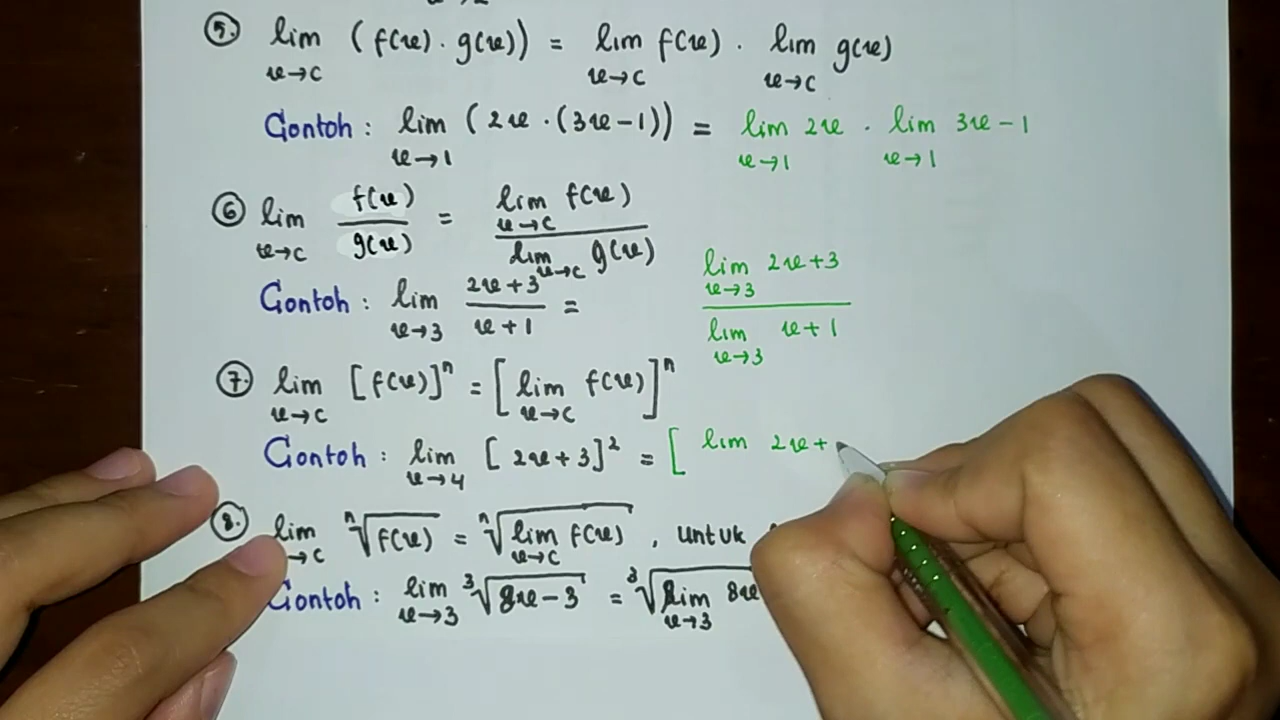 5. lim (f(x) · g(x)) = lim f(x) · lim g(x)
x→c x→c x→c
Contoh : lim (2x · (3x−1)) = lim 2x · lim 3x−1
x→1 x→1 x→1
6 lim f(x)/g(x) = lim f(x) / lim g(x)
x→c x→c x→c
Contoh : lim 2x+3 / x+1 = lim 2x+3 / lim x+1
x→3 x→3 x→3
7. lim [f(x)]ⁿ = [lim f(x)]ⁿ
x→c x→c
Contoh : lim [2x+3]² = [ lim 2x+
x→4
8. lim ⁿ√f(x) = ⁿ√lim f(x) , untuk
→c x→c
Contoh : lim ³√8x−3 = ³√lim 8x
x→3 x→3